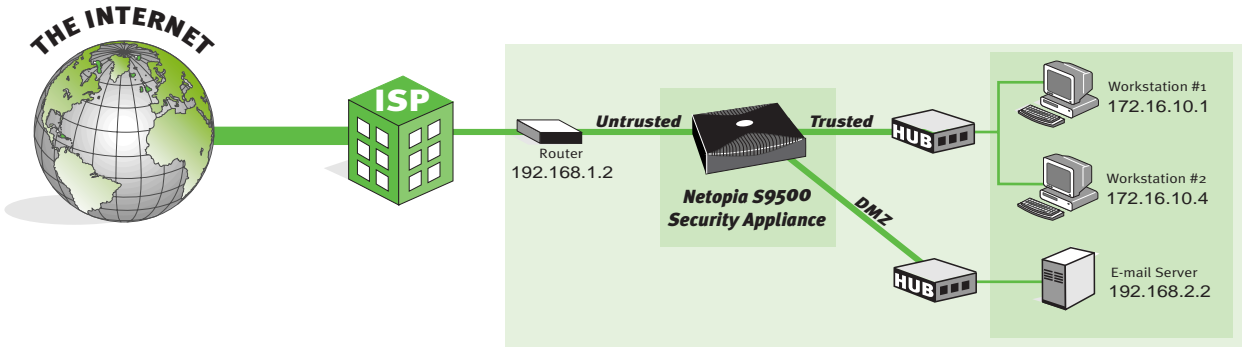 THE INTERNET
ISP
Router
192.168.1.2
Untrusted
Netopia S9500
Security Appliance
Trusted
DMZ
HUB
HUB
Workstation #1
172.16.10.1
Workstation #2
172.16.10.4
E-mail Server
192.168.2.2